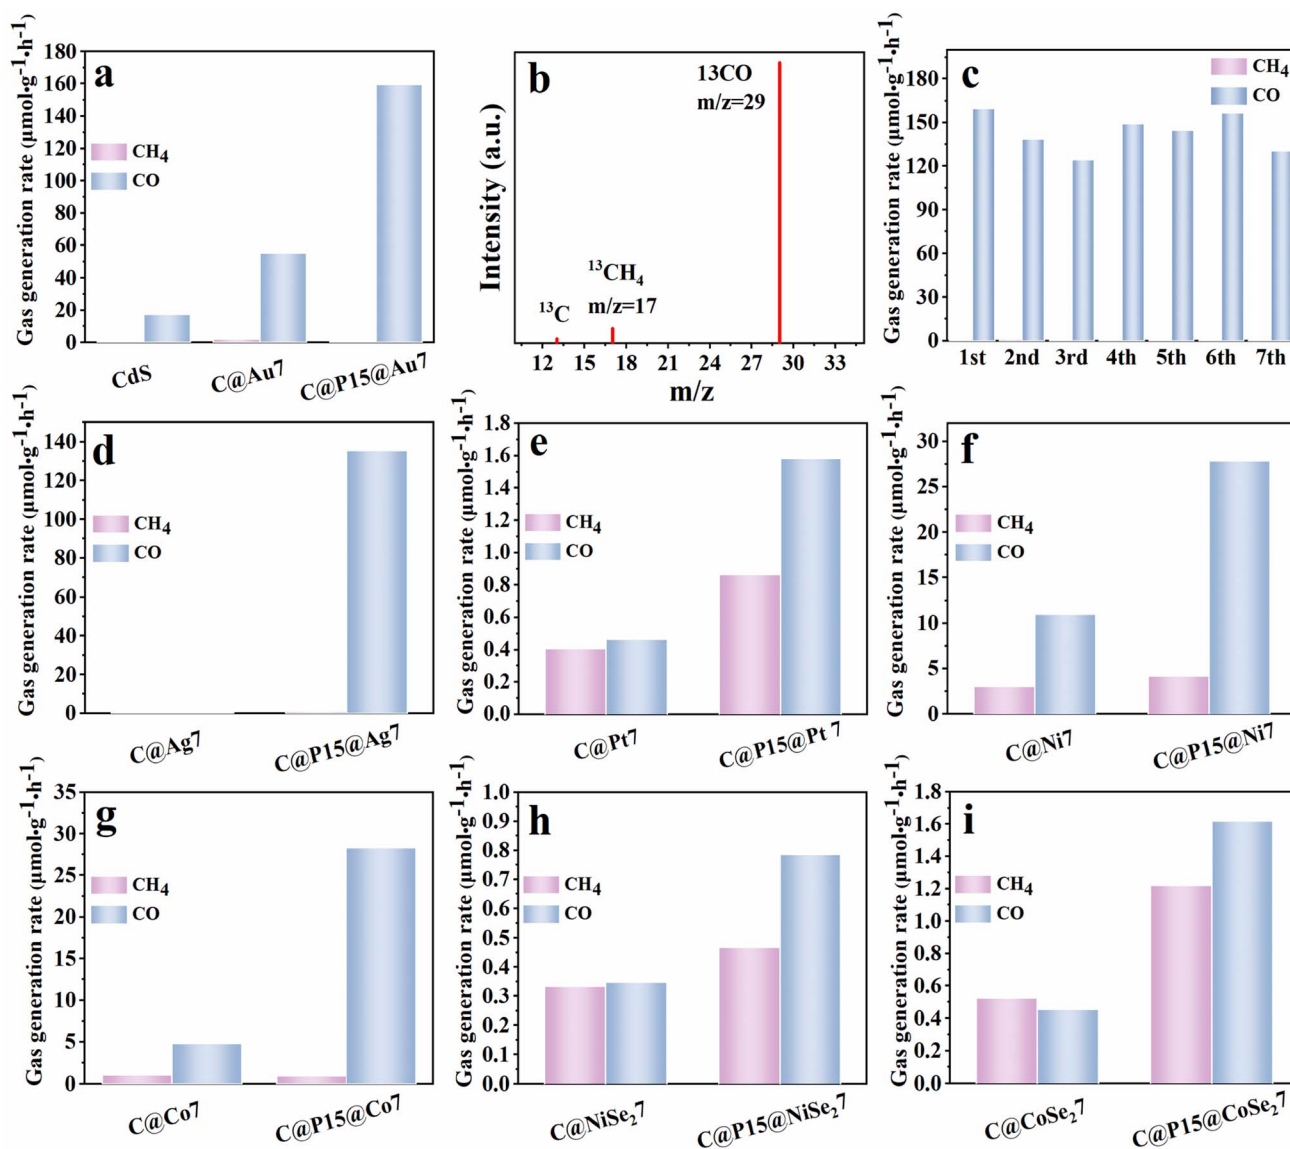 a
Gas generation rate (μmol·g⁻¹·h⁻¹)
180
160
140
120
100
80
60
40
20
0
CH₄
CO
CdS
C@Au7
C@P15@Au7
b
Intensity (a.u.)
13CO
m/z=29
¹³CH₄
m/z=17
¹³C
12 15 18 21 24 27 30 33
m/z
c
Gas generation rate (μmol·g⁻¹·h⁻¹)
180
150
120
90
60
30
0
CH₄
CO
1st 2nd 3rd 4th 5th 6th 7th
d
Gas generation rate (μmol·g⁻¹·h⁻¹)
140
120
100
80
60
40
20
0
CH₄
CO
C@Ag7
C@P15@Ag7
e
Gas generation rate (μmol·g⁻¹·h⁻¹)
1.8
1.6
1.4
1.2
1.0
0.8
0.6
0.4
0.2
0.0
CH₄
CO
C@Pt7
C@P15@Pt 7
f
Gas generation rate (μmol·g⁻¹·h⁻¹)
30
25
20
15
10
5
0
CH₄
CO
C@Ni7
C@P15@Ni7
g
Gas generation rate (μmol·g⁻¹·h⁻¹)
35
30
25
20
15
10
5
0
CH₄
CO
C@Co7
C@P15@Co7
h
Gas generation rate (μmol·g⁻¹·h⁻¹)
1.0
0.9
0.8
0.7
0.6
0.5
0.4
0.3
0.2
0.1
0.0
CH₄
CO
C@NiSe₂7
C@P15@NiSe₂7
i
Gas generation rate (μmol·g⁻¹·h⁻¹)
1.8
1.6
1.4
1.2
1.0
0.8
0.6
0.4
0.2
0.0
CH₄
CO
C@CoSe₂7
C@P15@CoSe₂7